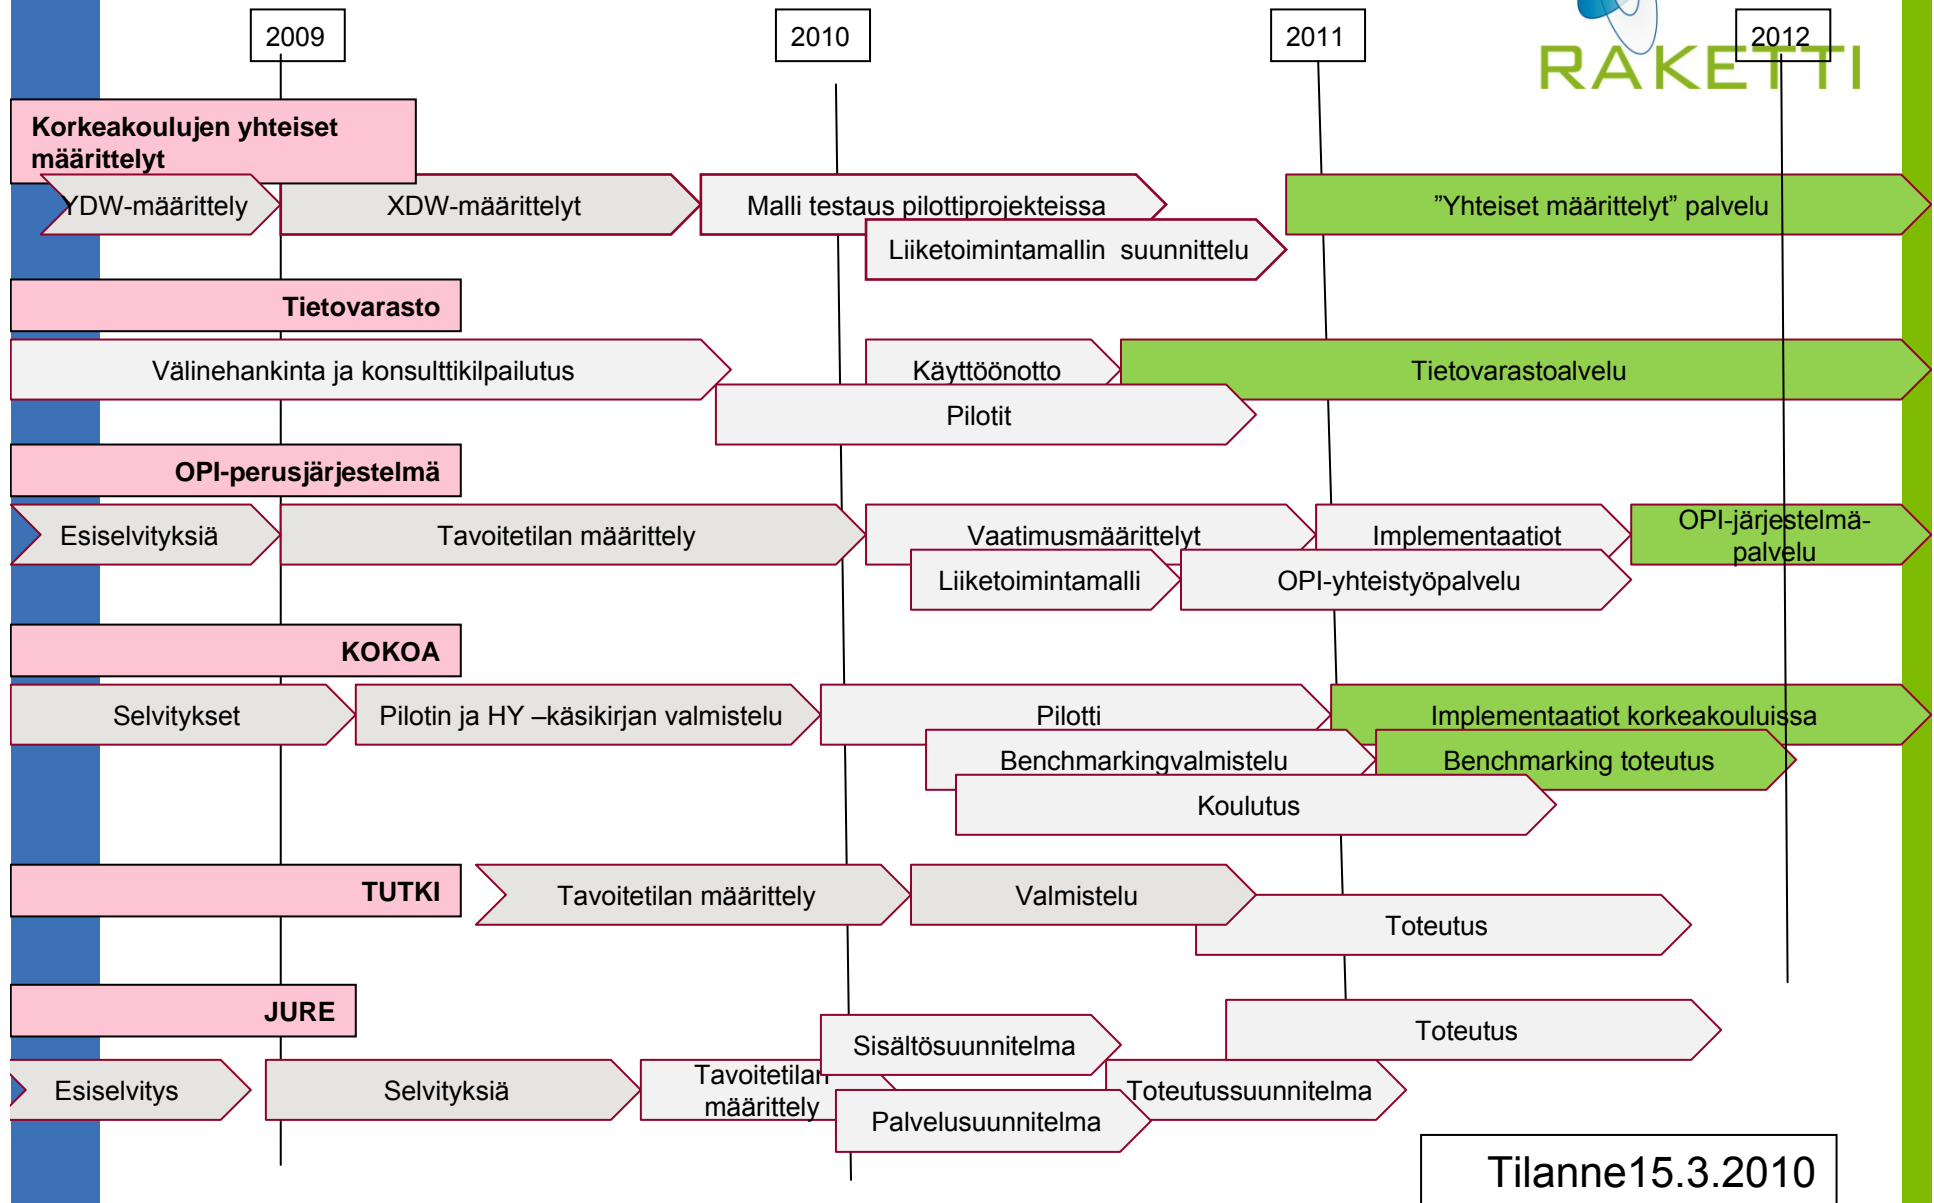 2009
2010
2011
2012
RAKETTI
Korkeakoulujen yhteiset
määrittelyt
YDW-määrittely
XDW-määrittelyt
Malli testaus pilottiprojekteissa
”Yhteiset määrittelyt” palvelu
Liiketoimintamallin suunnittelu
Tietovarasto
Välinehankinta ja konsulttikilpailutus
Käyttöönotto
Tietovarastoalvelu
Pilotit
OPI-perusjärjestelmä
Esiselvityksiä
Tavoitetilan määrittely
Vaatimusmäärittelyt
Implementaatiot
OPI-järjestelmä-
palvelu
Liiketoimintamalli
OPI-yhteistyöpalvelu
KOKOA
Selvitykset
Pilotin ja HY –käsikirjan valmistelu
Pilotti
Implementaatiot korkeakouluissa
Benchmarkingvalmistelu
Benchmarking toteutus
Koulutus
TUTKI
Tavoitetilan määrittely
Valmistelu
Toteutus
JURE
Toteutus
Sisältösuunnitelma
Esiselvitys
Selvityksiä
Tavoitetilan
määrittely
Toteutussuunnitelma
Palvelusuunnitelma
Tilanne15.3.2010